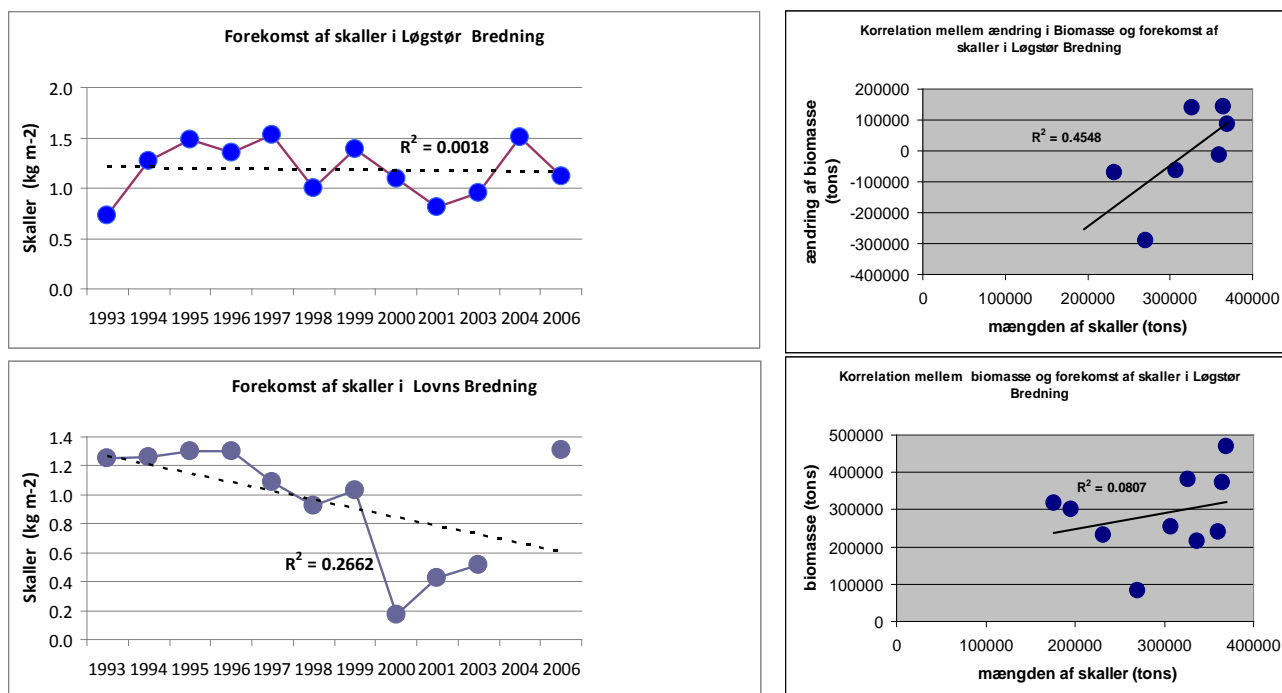 Forekomst af skaller i Løgstør Bredning
Skaller (kg m-2)
2.0
1.5
1.0
0.5
0.0
R² = 0.0018
1993 1994 1995 1996 1997 1998 1999 2000 2001 2003 2004 2006
Korrelation mellem ændring i Biomasse og forekomst af
skaller i Løgstør Bredning
ændring af biomasse
(tons)
200000
100000
0
-100000
-200000
-300000
-400000
R² = 0.4548
0 100000 200000 300000 400000
mængden af skaller (tons)
Forekomst af skaller i Lovns Bredning
Skaller (kg m-2)
1.4
1.2
1.0
0.8
0.6
0.4
0.2
0.0
R² = 0.2662
1993 1994 1995 1996 1997 1998 1999 2000 2001 2003 2004 2006
Korrelation mellem biomasse og forekomst af skaller i Løgstør
Bredning
biomasse (tons)
500000
400000
300000
200000
100000
0
R² = 0.0807
0 100000 200000 300000 400000
mængden af skaller (tons)